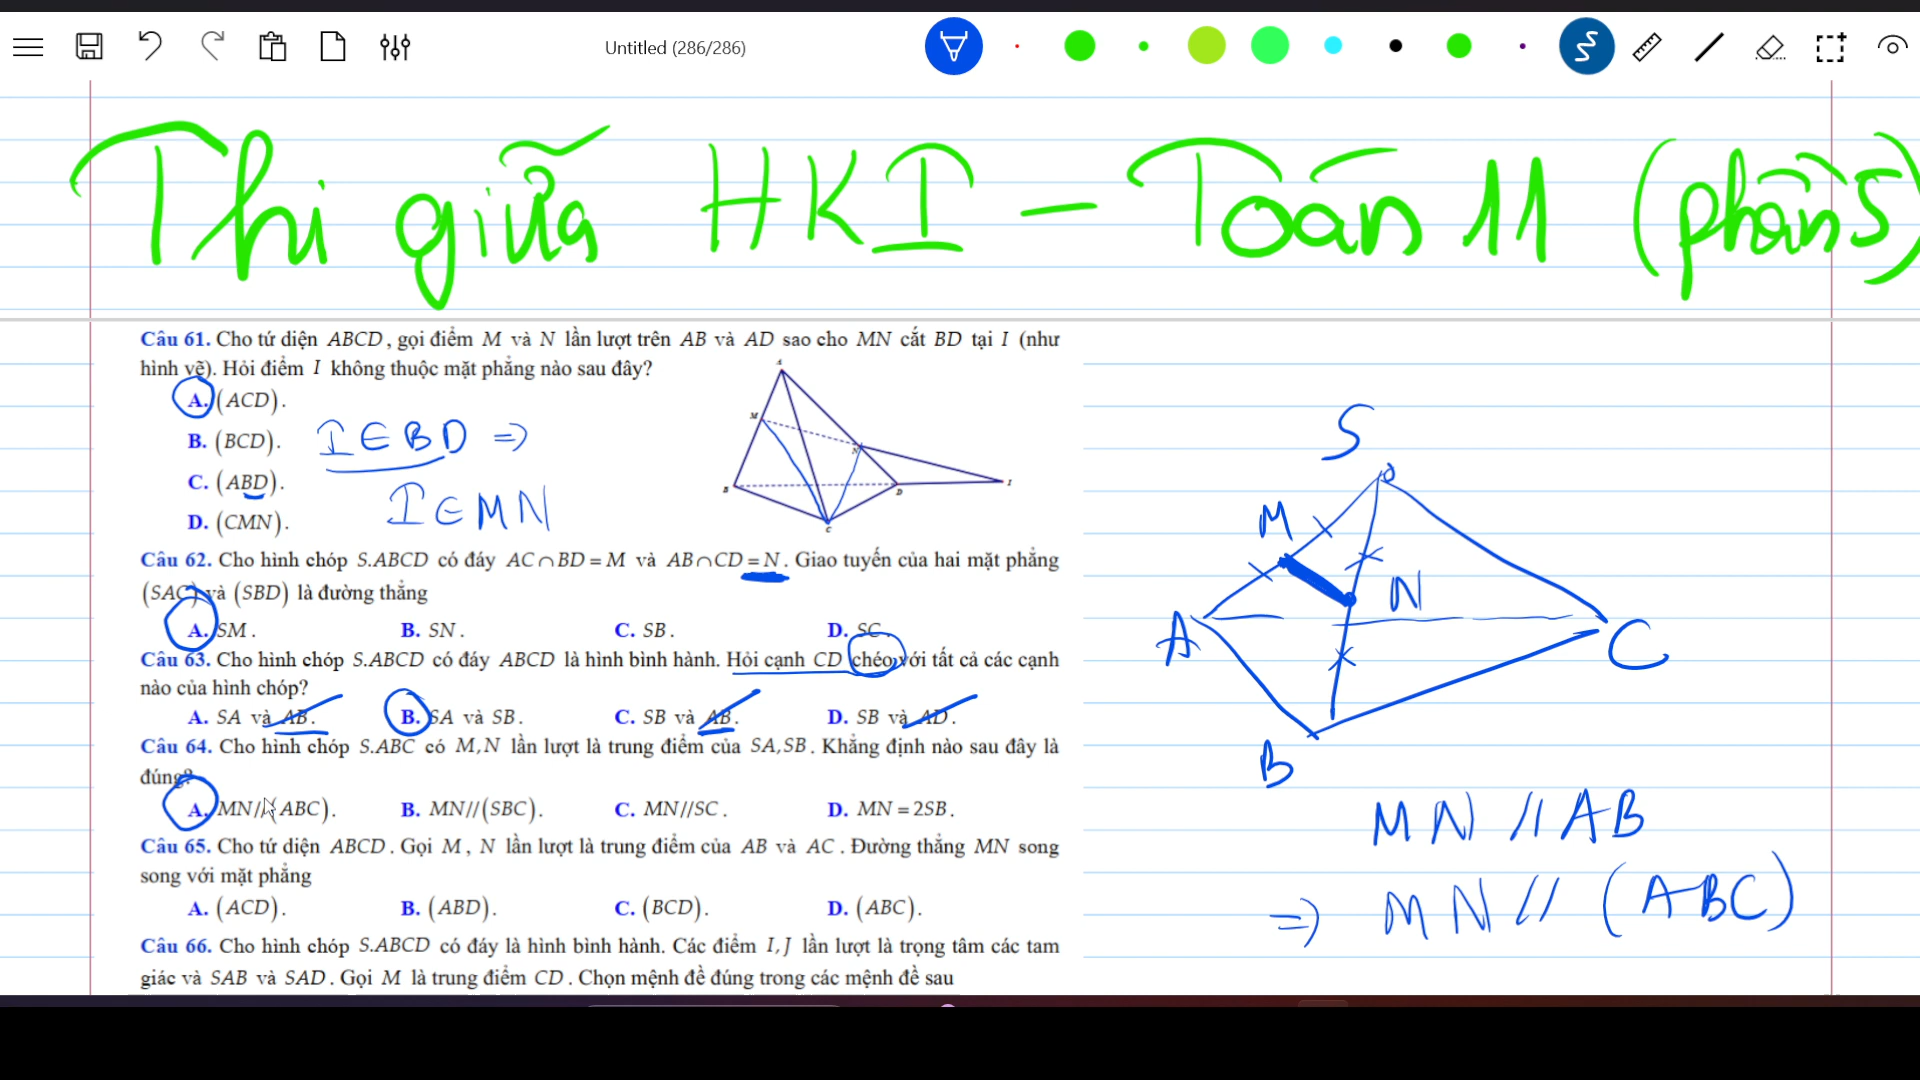 Untitled (286/286)
Thi giữa HKI - Toán 11 (phần 5)
Câu 61. Cho tứ diện ABCD, gọi điểm M và N lần lượt trên AB và AD sao cho MN cắt BD tại I (như
hình vẽ). Hỏi điểm I không thuộc mặt phẳng nào sau đây?
A. (ACD).
B. (BCD).
C. (ABD).
D. (CMN).
I ∈ BD ⇒
I ∈ MN
A
M
N
B
D
I
C
Câu 62. Cho hình chóp S.ABCD có đáy AC∩BD=M và AB∩CD=N. Giao tuyến của hai mặt phẳng
(SAC) và (SBD) là đường thẳng
A. SM. B. SN. C. SB. D. SC.
Câu 63. Cho hình chóp S.ABCD có đáy ABCD là hình bình hành. Hỏi cạnh CD chéo với tất cả các cạnh
nào của hình chóp?
A. SA và AB. B. SA và SB. C. SB và AB. D. SB và AD.
Câu 64. Cho hình chóp S.ABC có M,N lần lượt là trung điểm của SA,SB. Khẳng định nào sau đây là
đúng?
A. MN//(ABC). B. MN//(SBC). C. MN//SC. D. MN=2SB.
Câu 65. Cho tứ diện ABCD. Gọi M, N lần lượt là trung điểm của AB và AC. Đường thẳng MN song
song với mặt phẳng
A. (ACD). B. (ABD). C. (BCD). D. (ABC).
Câu 66. Cho hình chóp S.ABCD có đáy là hình bình hành. Các điểm I,J lần lượt là trọng tâm các tam
giác và SAB và SAD. Gọi M là trung điểm CD. Chọn mệnh đề đúng trong các mệnh đề sau
S
M
N
A
C
B
MN // AB
⇒ MN // (ABC)